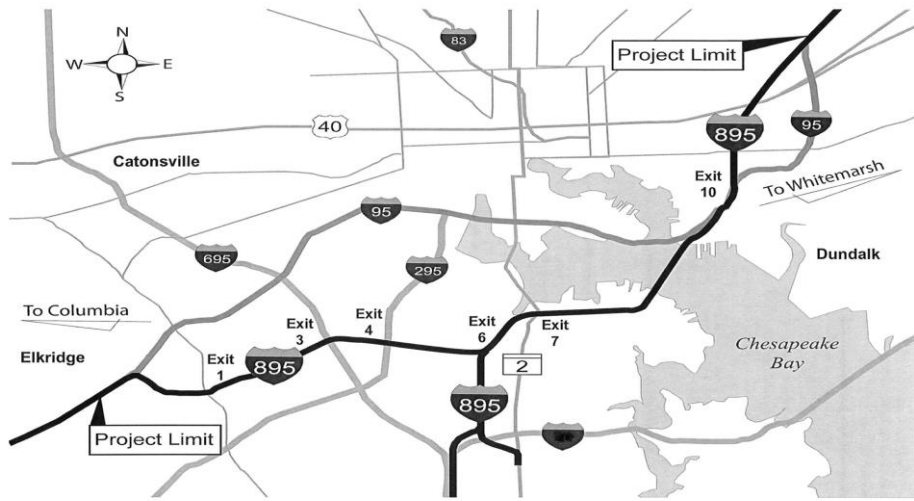 N
W
E
S
83
Project Limit
40
895
95
Catonsville
Exit
10
To Whitemarsh
95
695
295
Dundalk
To Columbia
Exit
3
Exit
4
Exit
6
Exit
7
Chesapeake
Bay
Elkridge
Exit
1
895
2
895
Project Limit